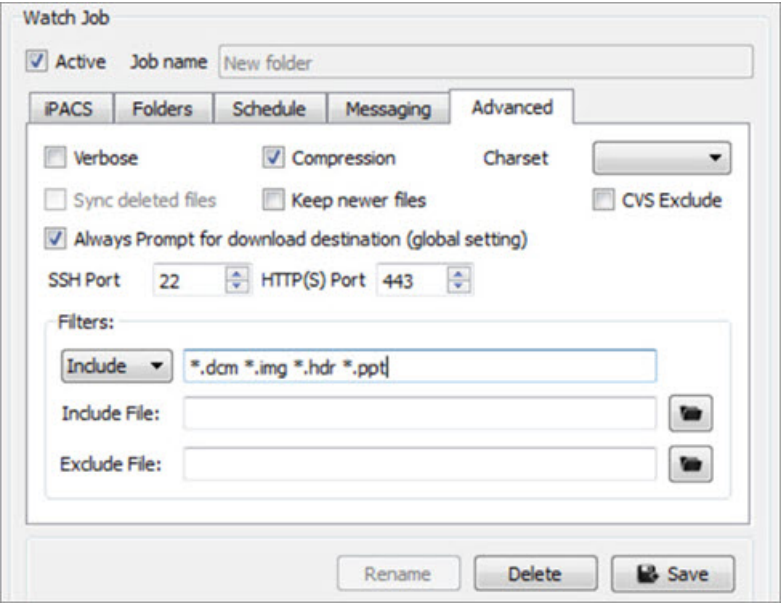 Watch Job
Active Job name New folder
iPACS Folders Schedule Messaging Advanced
Verbose Compression Charset
Sync deleted files Keep newer files CVS Exclude
Always Prompt for download destination (global setting)
SSH Port 22 HTTP(S) Port 443
Filters:
Include *.dcm *.img *.hdr *.ppt
Include File:
Exclude File:
Rename Delete Save